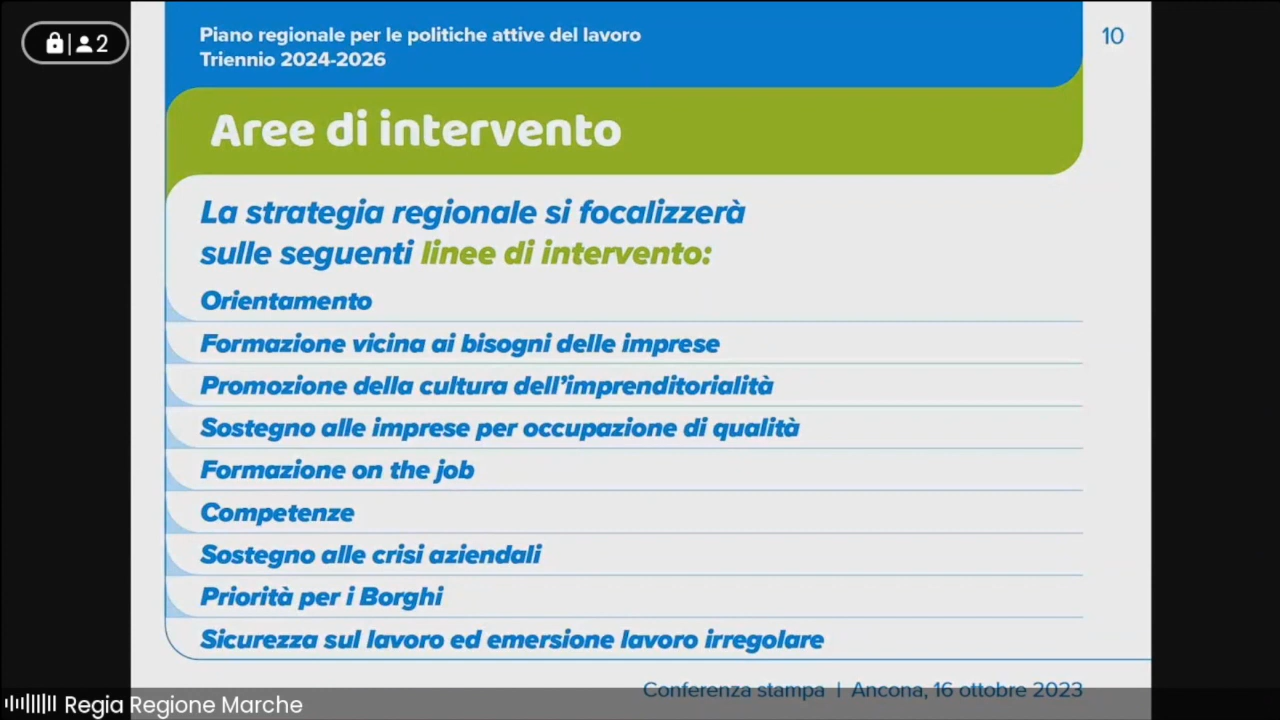 2
Piano regionale per le politiche attive del lavoro
Triennio 2024-2026
10
Aree di intervento
La strategia regionale si focalizzerà
sulle seguenti linee di intervento:
Orientamento
Formazione vicina ai bisogni delle imprese
Promozione della cultura dell'imprenditorialità
Sostegno alle imprese per occupazione di qualità
Formazione on the job
Competenze
Sostegno alle crisi aziendali
Priorità per i Borghi
Sicurezza sul lavoro ed emersione lavoro irregolare
Conferenza stampa | Ancona, 16 ottobre 2023
Regia Regione Marche